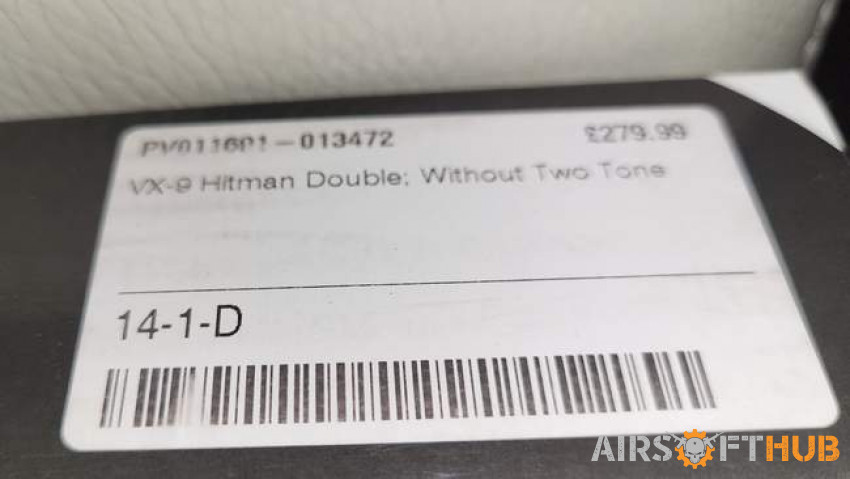 PV011601-013472 £279.99
VX-9 Hitman Double; Without Two Tone
14-1-D
AIRSOFTHUB